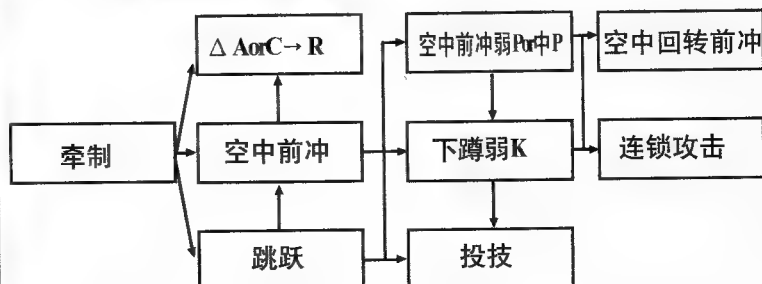 △ AorC→ R
空中前冲弱Por中P
空中回转前冲
牵制
空中前冲
下蹲弱K
连锁攻击
跳跃
投技